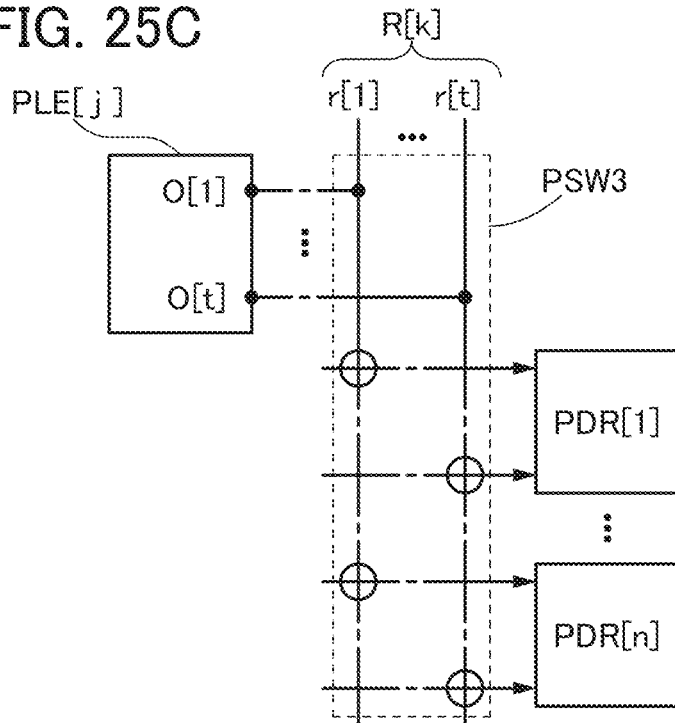 FIG. 25C
R[k]
r[1] r[t]
...
PLE[j]
O[1]
...
O[t]
PSW3
PDR[1]
...
PDR[n]